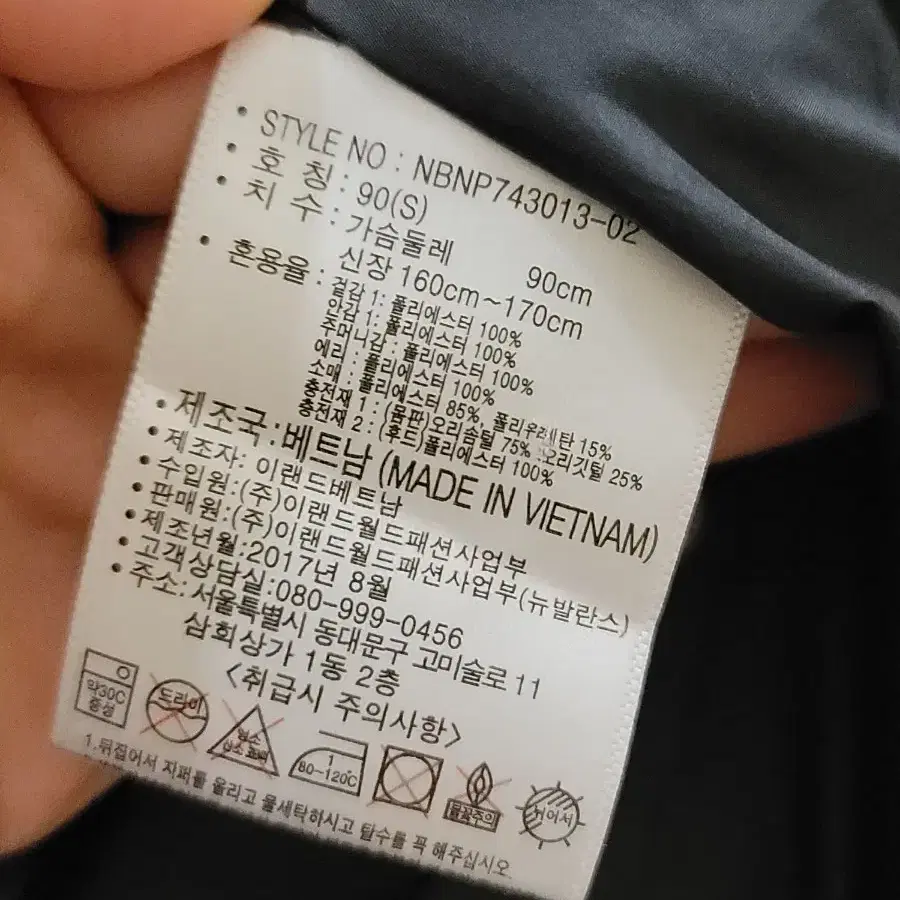 • STYLE NO : NBNP743013-02
• 호 칭 : 90(S)
• 치 수 : 가슴둘레 90cm
신장 160cm~170cm
• 혼용율 : 겉감 1 : 폴리에스터 100%
안감 1 : 폴리에스터 100%
주머니감 : 폴리에스터 100%
에리 : 폴리에스터 100%
소매 : 폴리에스터 85%, 폴리우레탄 15%
충전재 1 : (몸판)오리솜털 75% 오리깃털 25%
충전재 2 : (후드)폴리에스터 100%
• 제조국 : 베트남 (MADE IN VIETNAM)
• 제조자: 이랜드베트남
• 수입원:(주)이랜드월드패션사업부
• 판매원:(주)이랜드월드패션사업부(뉴발란스)
• 제조년월:2017년 8월
• 고객상담실:080-999-0456
• 주소: 서울특별시 동대문구 고미술로 11
삼희상가 1동 2층
<취급시 주의사항>
약30C
중성
드라이
염소
산소 표백
1
80-120C
불꽃주의
뉘어서
1.뒤집어서 지퍼를 올리고 물세탁하시고 탈수를 꼭 해주십시오.